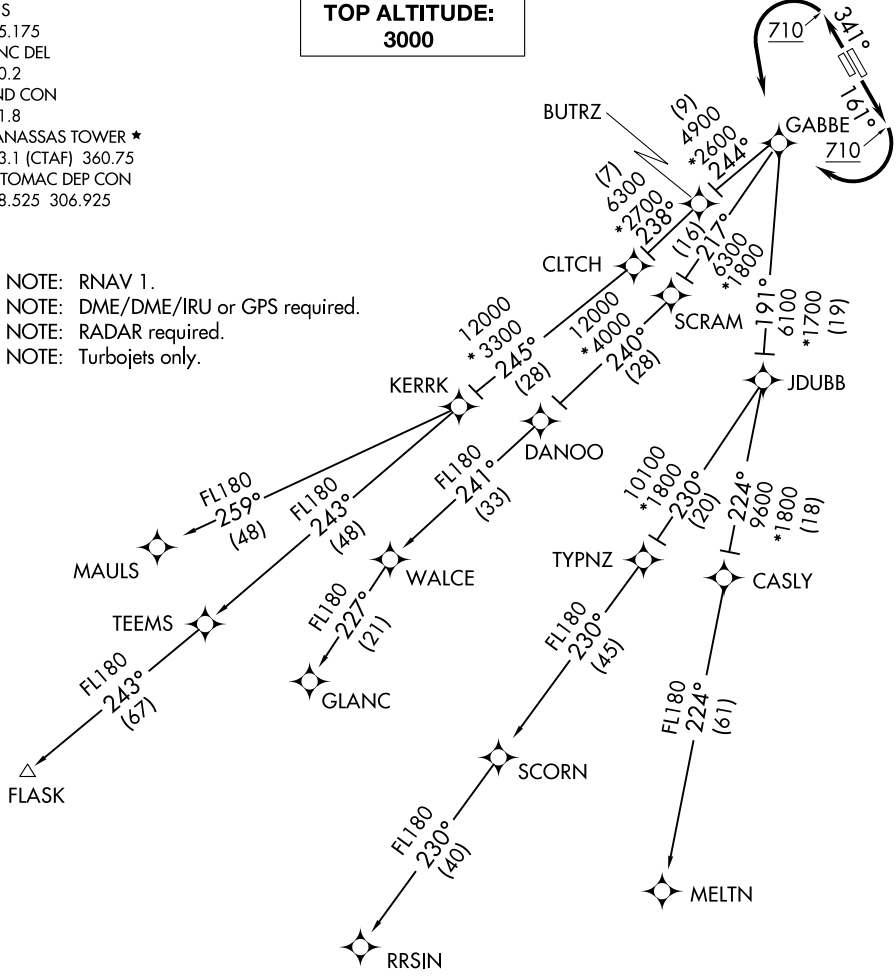 S
5.175
NC DEL
0.2
ND CON
1.8
ANASSAS TOWER ★
3.1 (CTAF) 360.75
TOMAC DEP CON
8.525 306.925
TOP ALTITUDE:
3000
710
341°
161°
710
GABBE
BUTRZ
(9)
4900
*2600
244°
(7)
6300
*2700
238°
(16)
217°
6300
*1800
CLTCH
SCRAM
191°
6100
*1700
(19)
NOTE: RNAV 1.
NOTE: DME/DME/IRU or GPS required.
NOTE: RADAR required.
NOTE: Turbojets only.
12000
*3300
245°
(28)
12000
*4000
240°
(28)
KERRK
JDUBB
DANOO
FL180
259°
(48)
FL180
243°
(48)
FL180
241°
(33)
10100
*1800
230°
(20)
224°
9600
*1800
(18)
MAULS
TYPNZ
CASLY
WALCE
TEEMS
FL180
227°
(21)
FL180
230°
(45)
FL180
243°
(67)
GLANC
FL180
224°
(61)
FLASK
SCORN
FL180
230°
(40)
MELTN
RRSIN